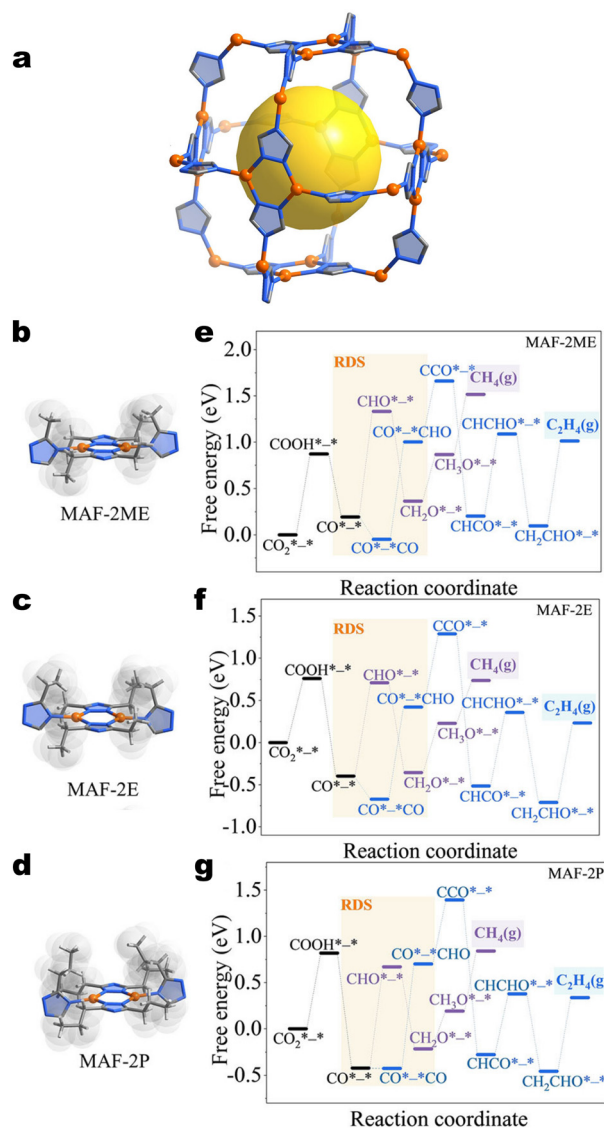 a
b
MAF-2ME
c
MAF-2E
d
MAF-2P
e
MAF-2ME
RDS
Free energy (eV)
2.0
1.5
1.0
0.5
0.0
CO₂*–*
COOH*–*
CO*–*
CHO*–*
CO*–*CO
CO*–*CHO
CH₂O*–*
CCO*–*
CH₃O*–*
CH₄(g)
CHCO*–*
CHCHO*–*
CH₂CHO*–*
C₂H₄(g)
Reaction coordinate
f
MAF-2E
RDS
Free energy (eV)
1.5
1.0
0.5
0.0
-0.5
-1.0
CO₂*–*
COOH*–*
CO*–*
CHO*–*
CO*–*CO
CO*–*CHO
CH₂O*–*
CCO*–*
CH₃O*–*
CH₄(g)
CHCO*–*
CHCHO*–*
CH₂CHO*–*
C₂H₄(g)
Reaction coordinate
g
MAF-2P
RDS
Free energy (eV)
1.5
1.0
0.5
0.0
-0.5
CO₂*–*
COOH*–*
CO*–*
CHO*–*
CO*–*CO
CO*–*CHO
CH₂O*–*
CCO*–*
CH₃O*–*
CH₄(g)
CHCO*–*
CHCHO*–*
CH₂CHO*–*
C₂H₄(g)
Reaction coordinate